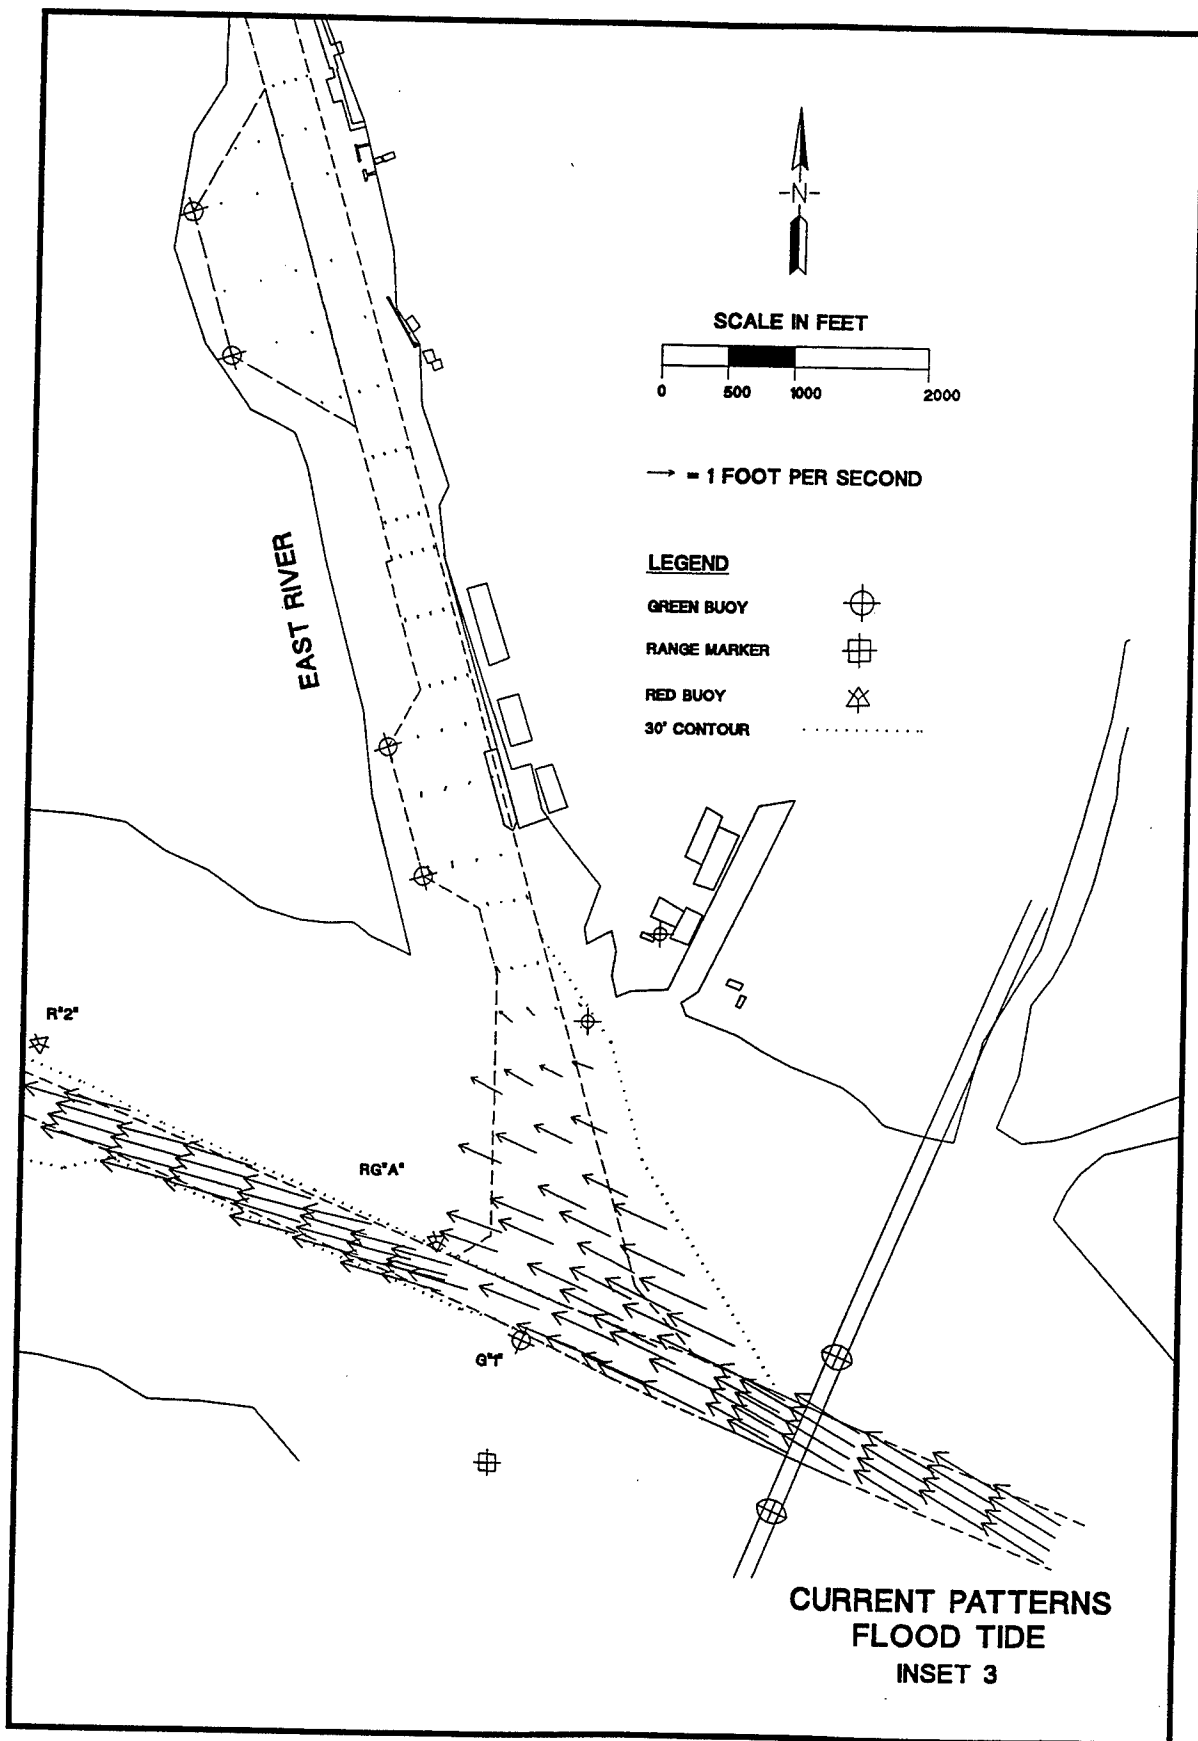 N
SCALE IN FEET
0 500 1000 2000
= 1 FOOT PER SECOND
LEGEND
GREEN BUOY
RANGE MARKER
RED BUOY
30' CONTOUR
EAST RIVER
R"2"
RG"A"
G"1"
CURRENT PATTERNS
FLOOD TIDE
INSET 3